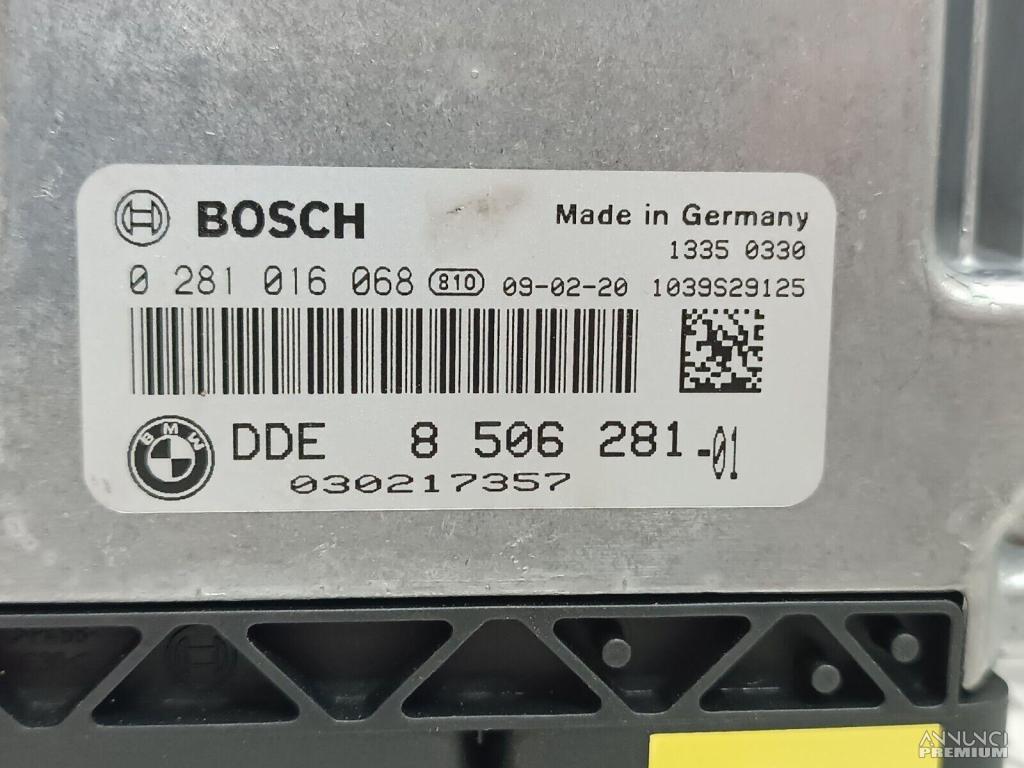 BOSCH
Made in Germany
1335 0330
0 281 016 068 810 09-02-20 1039S29125
BMW DDE 8 506 281-01
030217357
ANNUNCI
PREMIUM